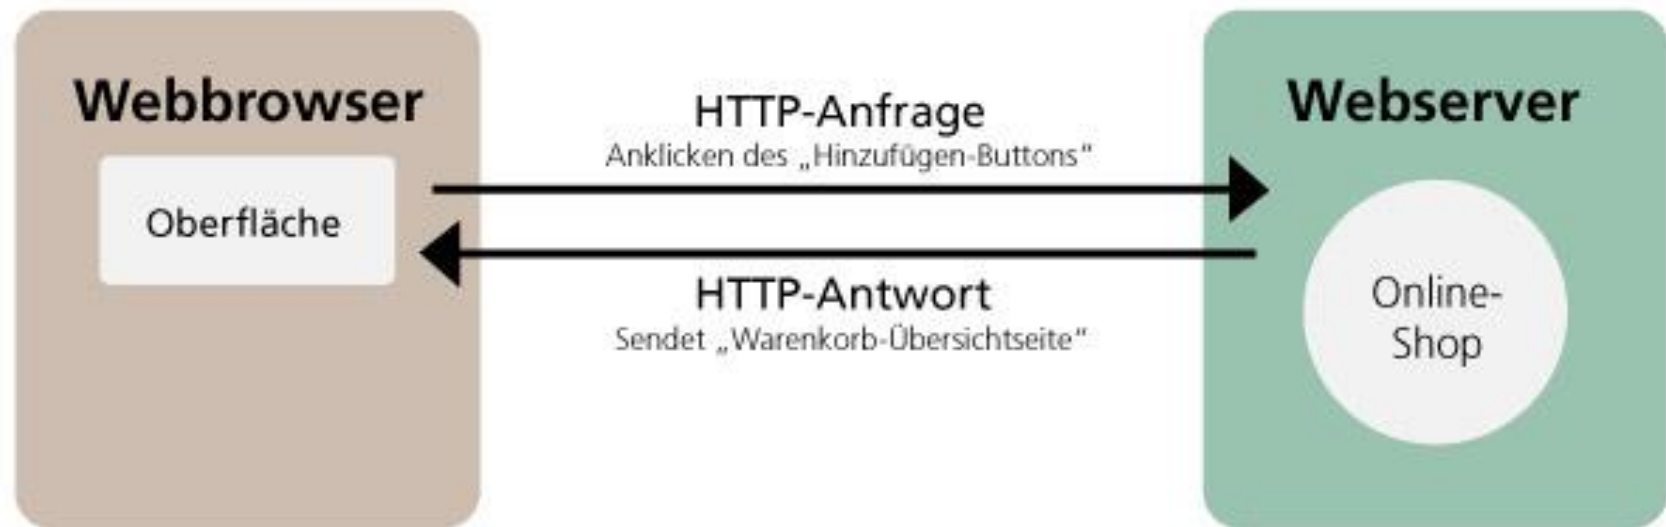 Webbrowser
Oberfläche
HTTP-Anfrage
Anklicken des „Hinzufügen-Buttons“
HTTP-Antwort
Sendet „Warenkorb-Übersichtseite“
Webserver
Online-
Shop